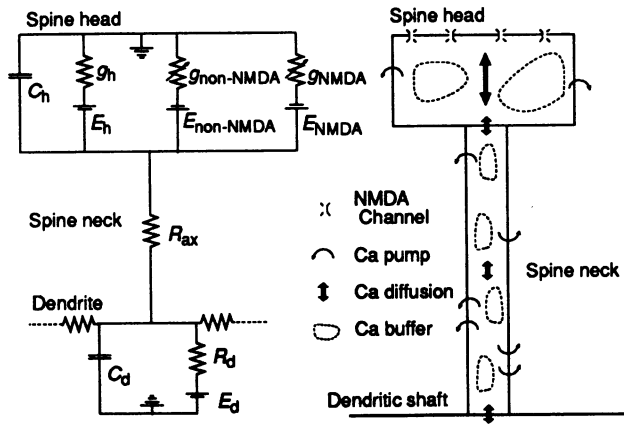 Spine head
C_h
g_h
g_non-NMDA
g_NMDA
E_h
E_non-NMDA
E_NMDA
Spine neck
R_ax
Dendrite
C_d
R_d
E_d
Spine head
NMDA
Channel
Ca pump
Ca diffusion
Ca buffer
Spine neck
Dendritic shaft